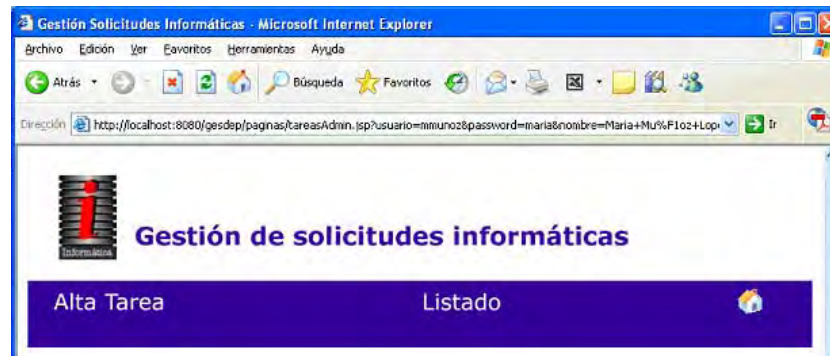 Gestión Solicitudes Informáticas - Microsoft Internet Explorer
Archivo Edición Ver Favoritos Herramientas Ayuda
Atrás Búsqueda Favoritos
Dirección http://localhost:8080/gesdep/paginas/tareasAdmin.jsp?usuario=mmunoz&password=maria&nombre=Maria+Mu%F1oz+Lop Ir
Informática
Gestión de solicitudes informáticas
Alta Tarea Listado